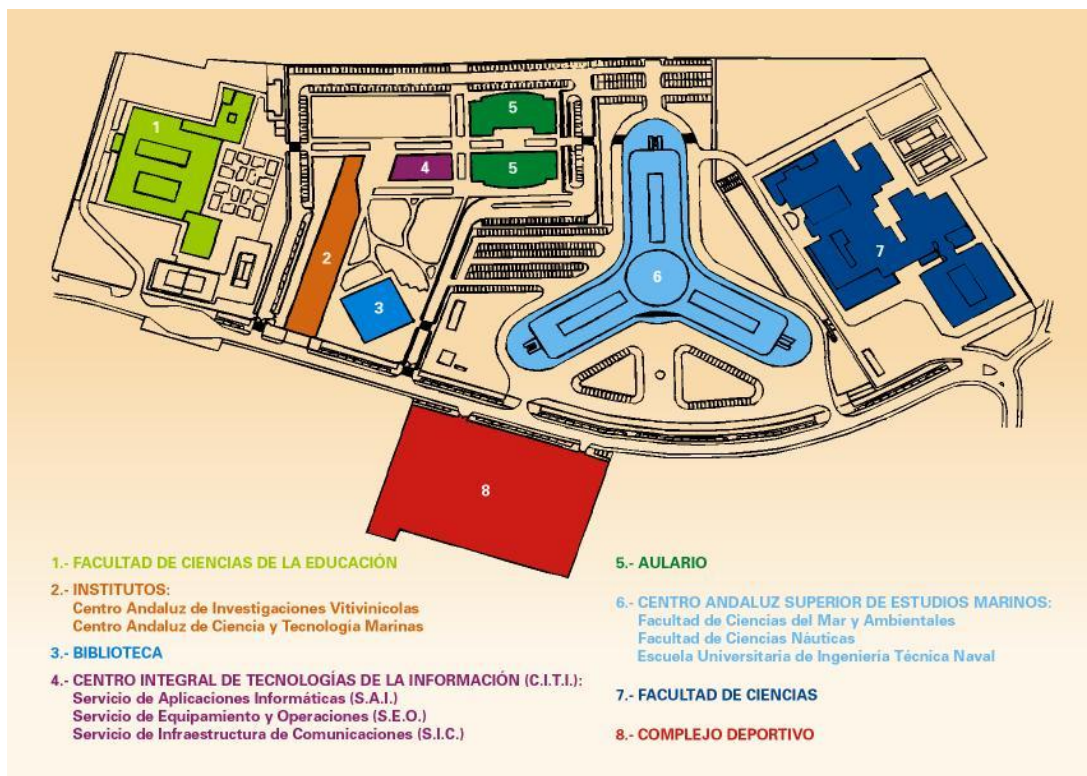 1
5
4
5
2
3
6
7
8
1.- FACULTAD DE CIENCIAS DE LA EDUCACIÓN
2.- INSTITUTOS:
Centro Andaluz de Investigaciones Vitivinícolas
Centro Andaluz de Ciencia y Tecnología Marinas
3.- BIBLIOTECA
4.- CENTRO INTEGRAL DE TECNOLOGÍAS DE LA INFORMACIÓN (C.I.T.I.):
Servicio de Aplicaciones Informáticas (S.A.I.)
Servicio de Equipamiento y Operaciones (S.E.O.)
Servicio de Infraestructura de Comunicaciones (S.I.C.)
5.- AULARIO
6.- CENTRO ANDALUZ SUPERIOR DE ESTUDIOS MARINOS:
Facultad de Ciencias del Mar y Ambientales
Facultad de Ciencias Náuticas
Escuela Universitaria de Ingeniería Técnica Naval
7.- FACULTAD DE CIENCIAS
8.- COMPLEJO DEPORTIVO